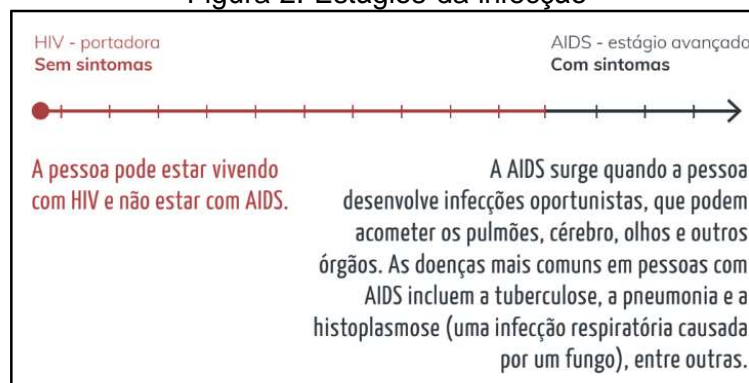 Figura 2. Estágios da infecção
HIV - portadora
Sem sintomas
AIDS - estágio avançado
Com sintomas
A pessoa pode estar vivendo
com HIV e não estar com AIDS.
A AIDS surge quando a pessoa
desenvolve infecções oportunistas, que podem
acometer os pulmões, cérebro, olhos e outros
órgãos. As doenças mais comuns em pessoas com
AIDS incluem a tuberculose, a pneumonia e a
histoplasmose (uma infecção respiratória causada
por um fungo), entre outras.